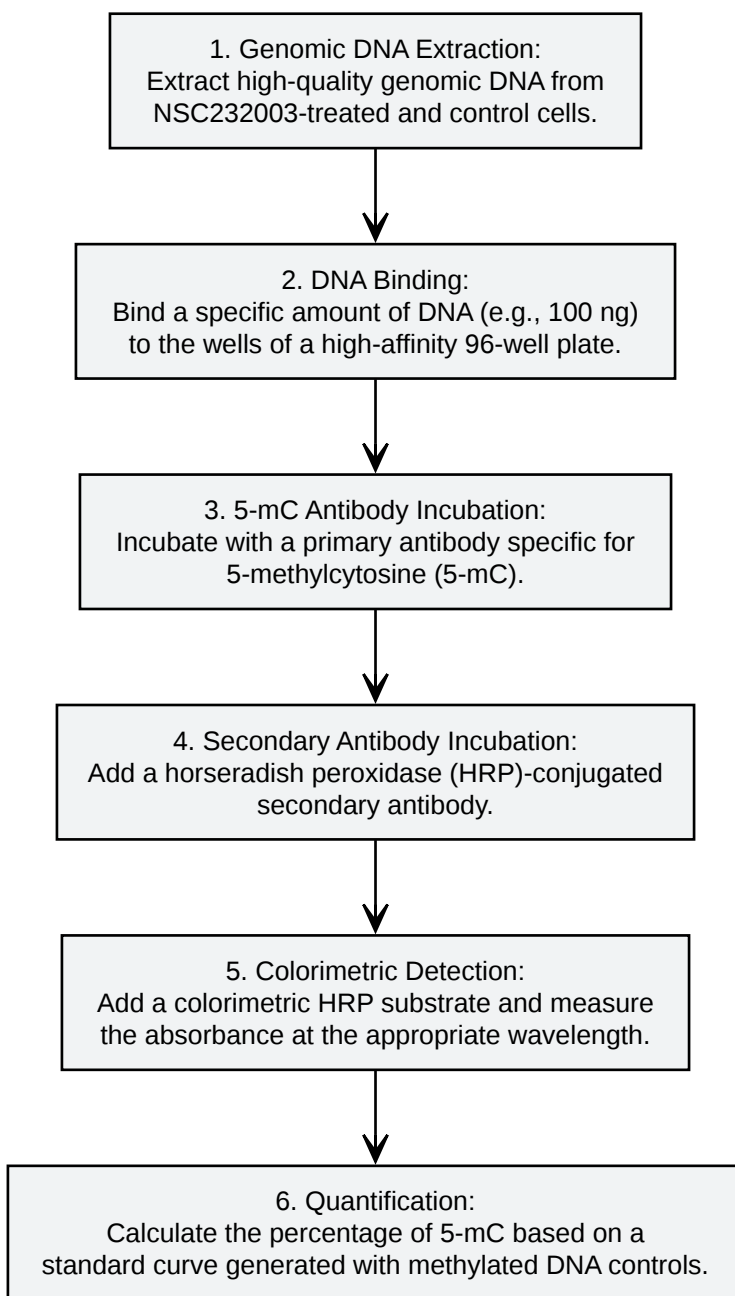 1. Genomic DNA Extraction:
Extract high-quality genomic DNA from
NSC232003-treated and control cells.
2. DNA Binding:
Bind a specific amount of DNA (e.g., 100 ng)
to the wells of a high-affinity 96-well plate.
3. 5-mC Antibody Incubation:
Incubate with a primary antibody specific for
5-methylcytosine (5-mC).
4. Secondary Antibody Incubation:
Add a horseradish peroxidase (HRP)-conjugated
secondary antibody.
5. Colorimetric Detection:
Add a colorimetric HRP substrate and measure
the absorbance at the appropriate wavelength.
6. Quantification:
Calculate the percentage of 5-mC based on a
standard curve generated with methylated DNA controls.